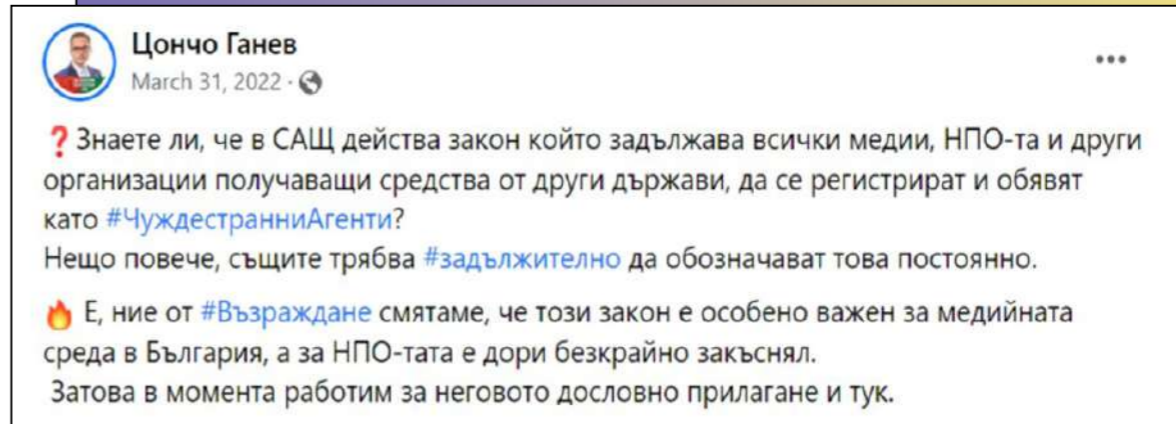 Цончо Ганев
March 31, 2022 ·
❓Знаете ли, че в САЩ действа закон който задължава всички медии, НПО-та и други
организации получаващи средства от други държави, да се регистрират и обявят
като #ЧуждестранниАгенти?
Нещо повече, същите трябва #задължително да обозначават това постоянно.
🔥 Е, ние от #Възраждане смятаме, че този закон е особено важен за медийната
среда в България, а за НПО-тата е дори безкрайно закъснял.
Затова в момента работим за неговото дословно прилагане и тук.